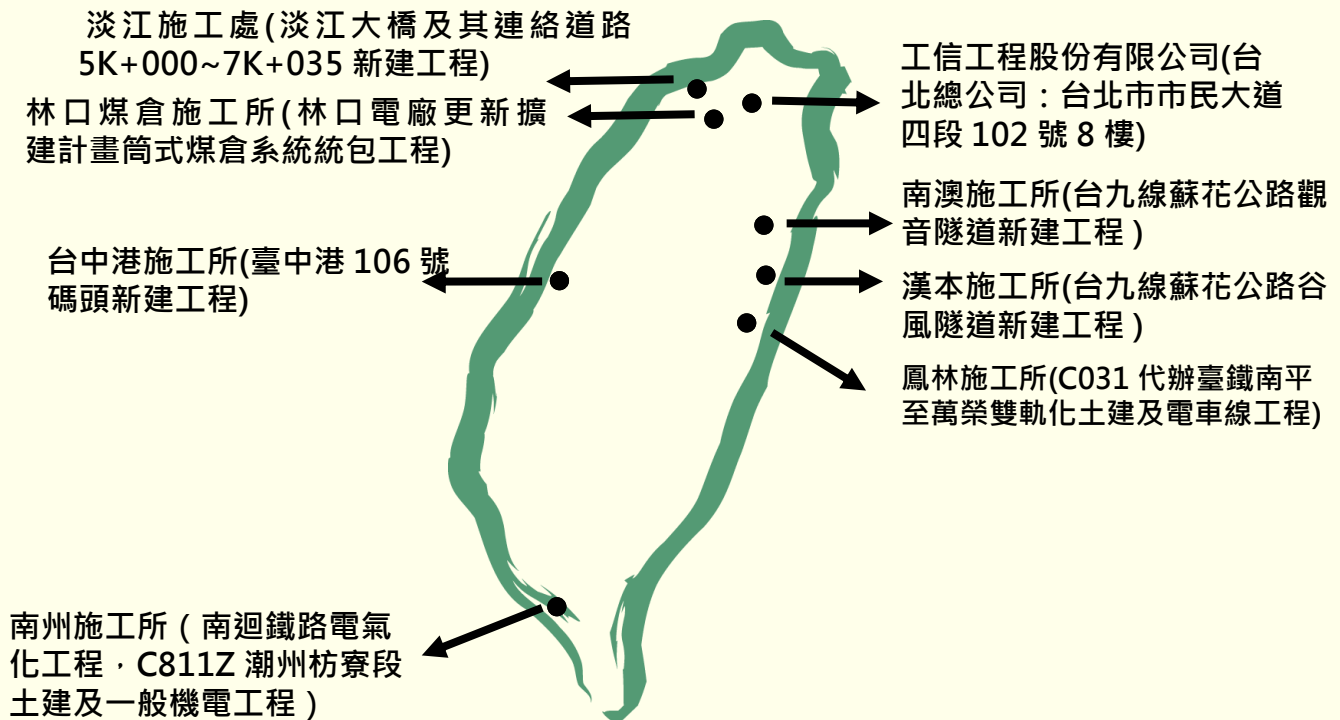 淡江施工處(淡江大橋及其連絡道路
5K+000~7K+035 新建工程)
林口煤倉施工所(林口電廠更新擴
建計畫筒式煤倉系統統包工程)
台中港施工所(臺中港 106 號
碼頭新建工程)
南州施工所（南迴鐵路電氣
化工程，C811Z 潮州枋寮段
土建及一般機電工程）
工信工程股份有限公司(台
北總公司：台北市市民大道
四段 102 號 8 樓)
南澳施工所(台九線蘇花公路觀
音隧道新建工程 )
漢本施工所(台九線蘇花公路谷
風隧道新建工程 )
鳳林施工所(C031 代辦臺鐵南平
至萬榮雙軌化土建及電車線工程)